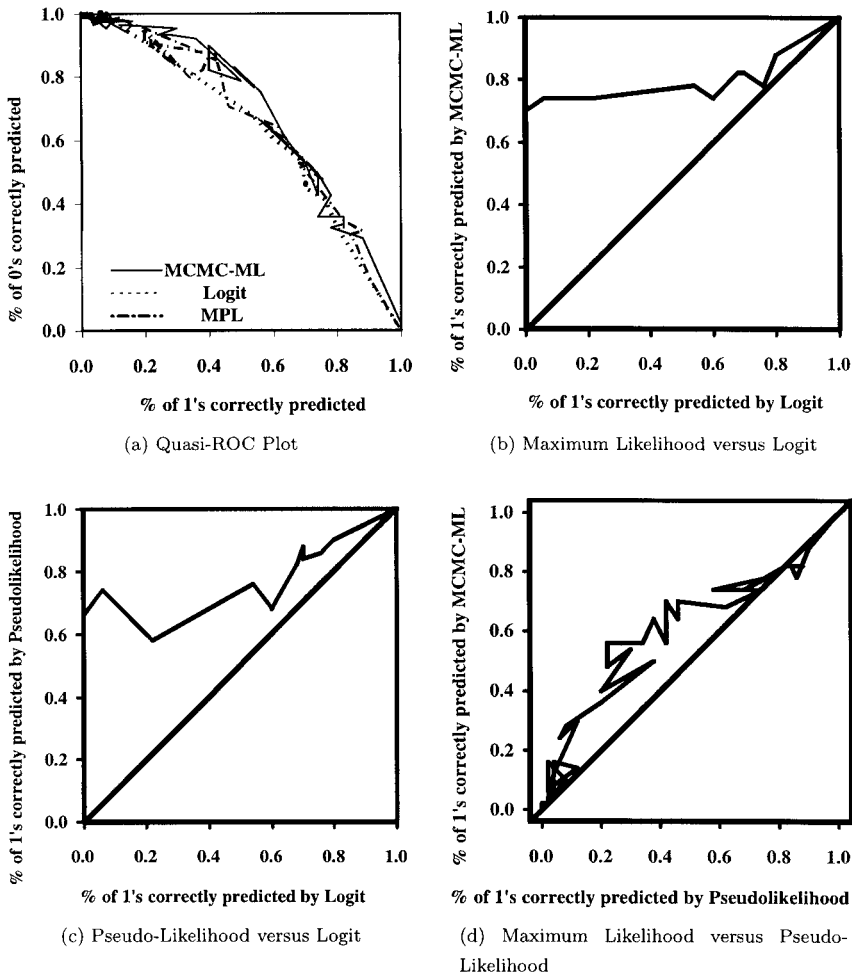 % of 0's correctly predicted
1.0
0.8
0.6
0.4
0.2
0.0
MCMC-ML
Logit
MPL
0.0 0.2 0.4 0.6 0.8 1.0
% of 1's correctly predicted
(a) Quasi-ROC Plot
% of 1's correctly predicted by MCMC-ML
1.0
0.8
0.6
0.4
0.2
0.0
0.0 0.2 0.4 0.6 0.8 1.0
% of 1's correctly predicted by Logit
(b) Maximum Likelihood versus Logit
% of 1's correctly predicted by Pseudolikelihood
1.0
0.8
0.6
0.4
0.2
0.0
0.0 0.2 0.4 0.6 0.8 1.0
% of 1's correctly predicted by Logit
(c) Pseudo-Likelihood versus Logit
% of 1's correctly predicted by MCMC-ML
1.0
0.8
0.6
0.4
0.2
0.0
0.0 0.2 0.4 0.6 0.8 1.0
% of 1's correctly predicted by Pseudolikelihood
(d) Maximum Likelihood versus Pseudo-
Likelihood